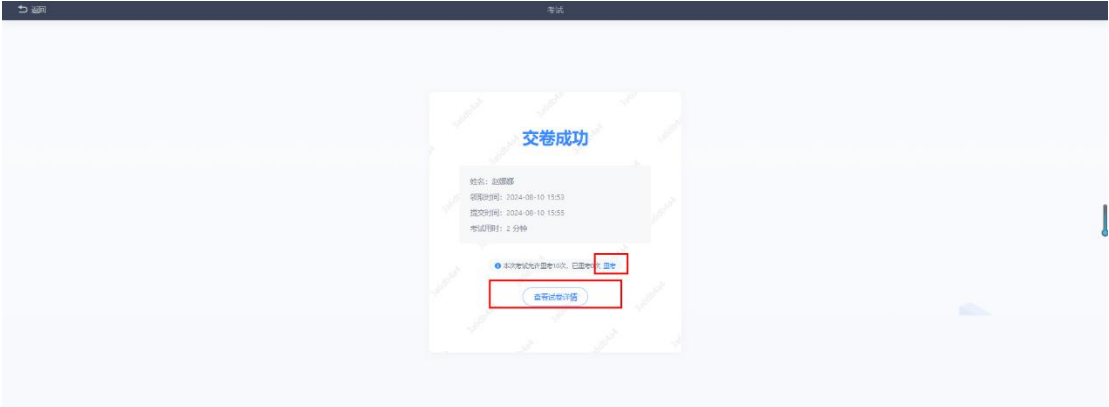 返回
考试
交卷成功
姓名：赵娜娜
领取时间：2024-08-10 15:53
提交时间：2024-08-10 15:55
考试用时：2 分钟
本次考试允许重考10次，已重考0次 重考
查看试卷详情